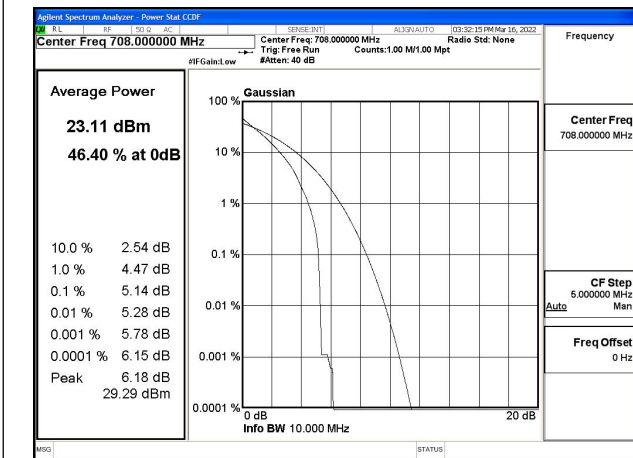 Agilent Spectrum Analyzer - Power Stat CCDF
RL RF 50 Ω AC SENSE:INT ALIGN AUTO 03:32:15 PM Mar 16, 2022
Center Freq 708.000000 MHz
Center Freq: 708.000000 MHz Radio Std: None
Trig: Free Run Counts:1.00 M/1.00 Mpt
#IFGain:Low #Atten: 40 dB
Frequency
Average Power
23.11 dBm
46.40 % at 0dB
10.0 % 2.54 dB
1.0 % 4.47 dB
0.1 % 5.14 dB
0.01 % 5.28 dB
0.001 % 5.78 dB
0.0001 % 6.15 dB
Peak 6.18 dB
29.29 dBm
Gaussian
100 %
10 %
1 %
0.1 %
0.01 %
0.001 %
0.0001 %
0 dB 20 dB
Info BW 10.000 MHz
Center Freq
708.000000 MHz
CF Step
5.000000 MHz
Auto Man
Freq Offset
0 Hz
MSG STATUS